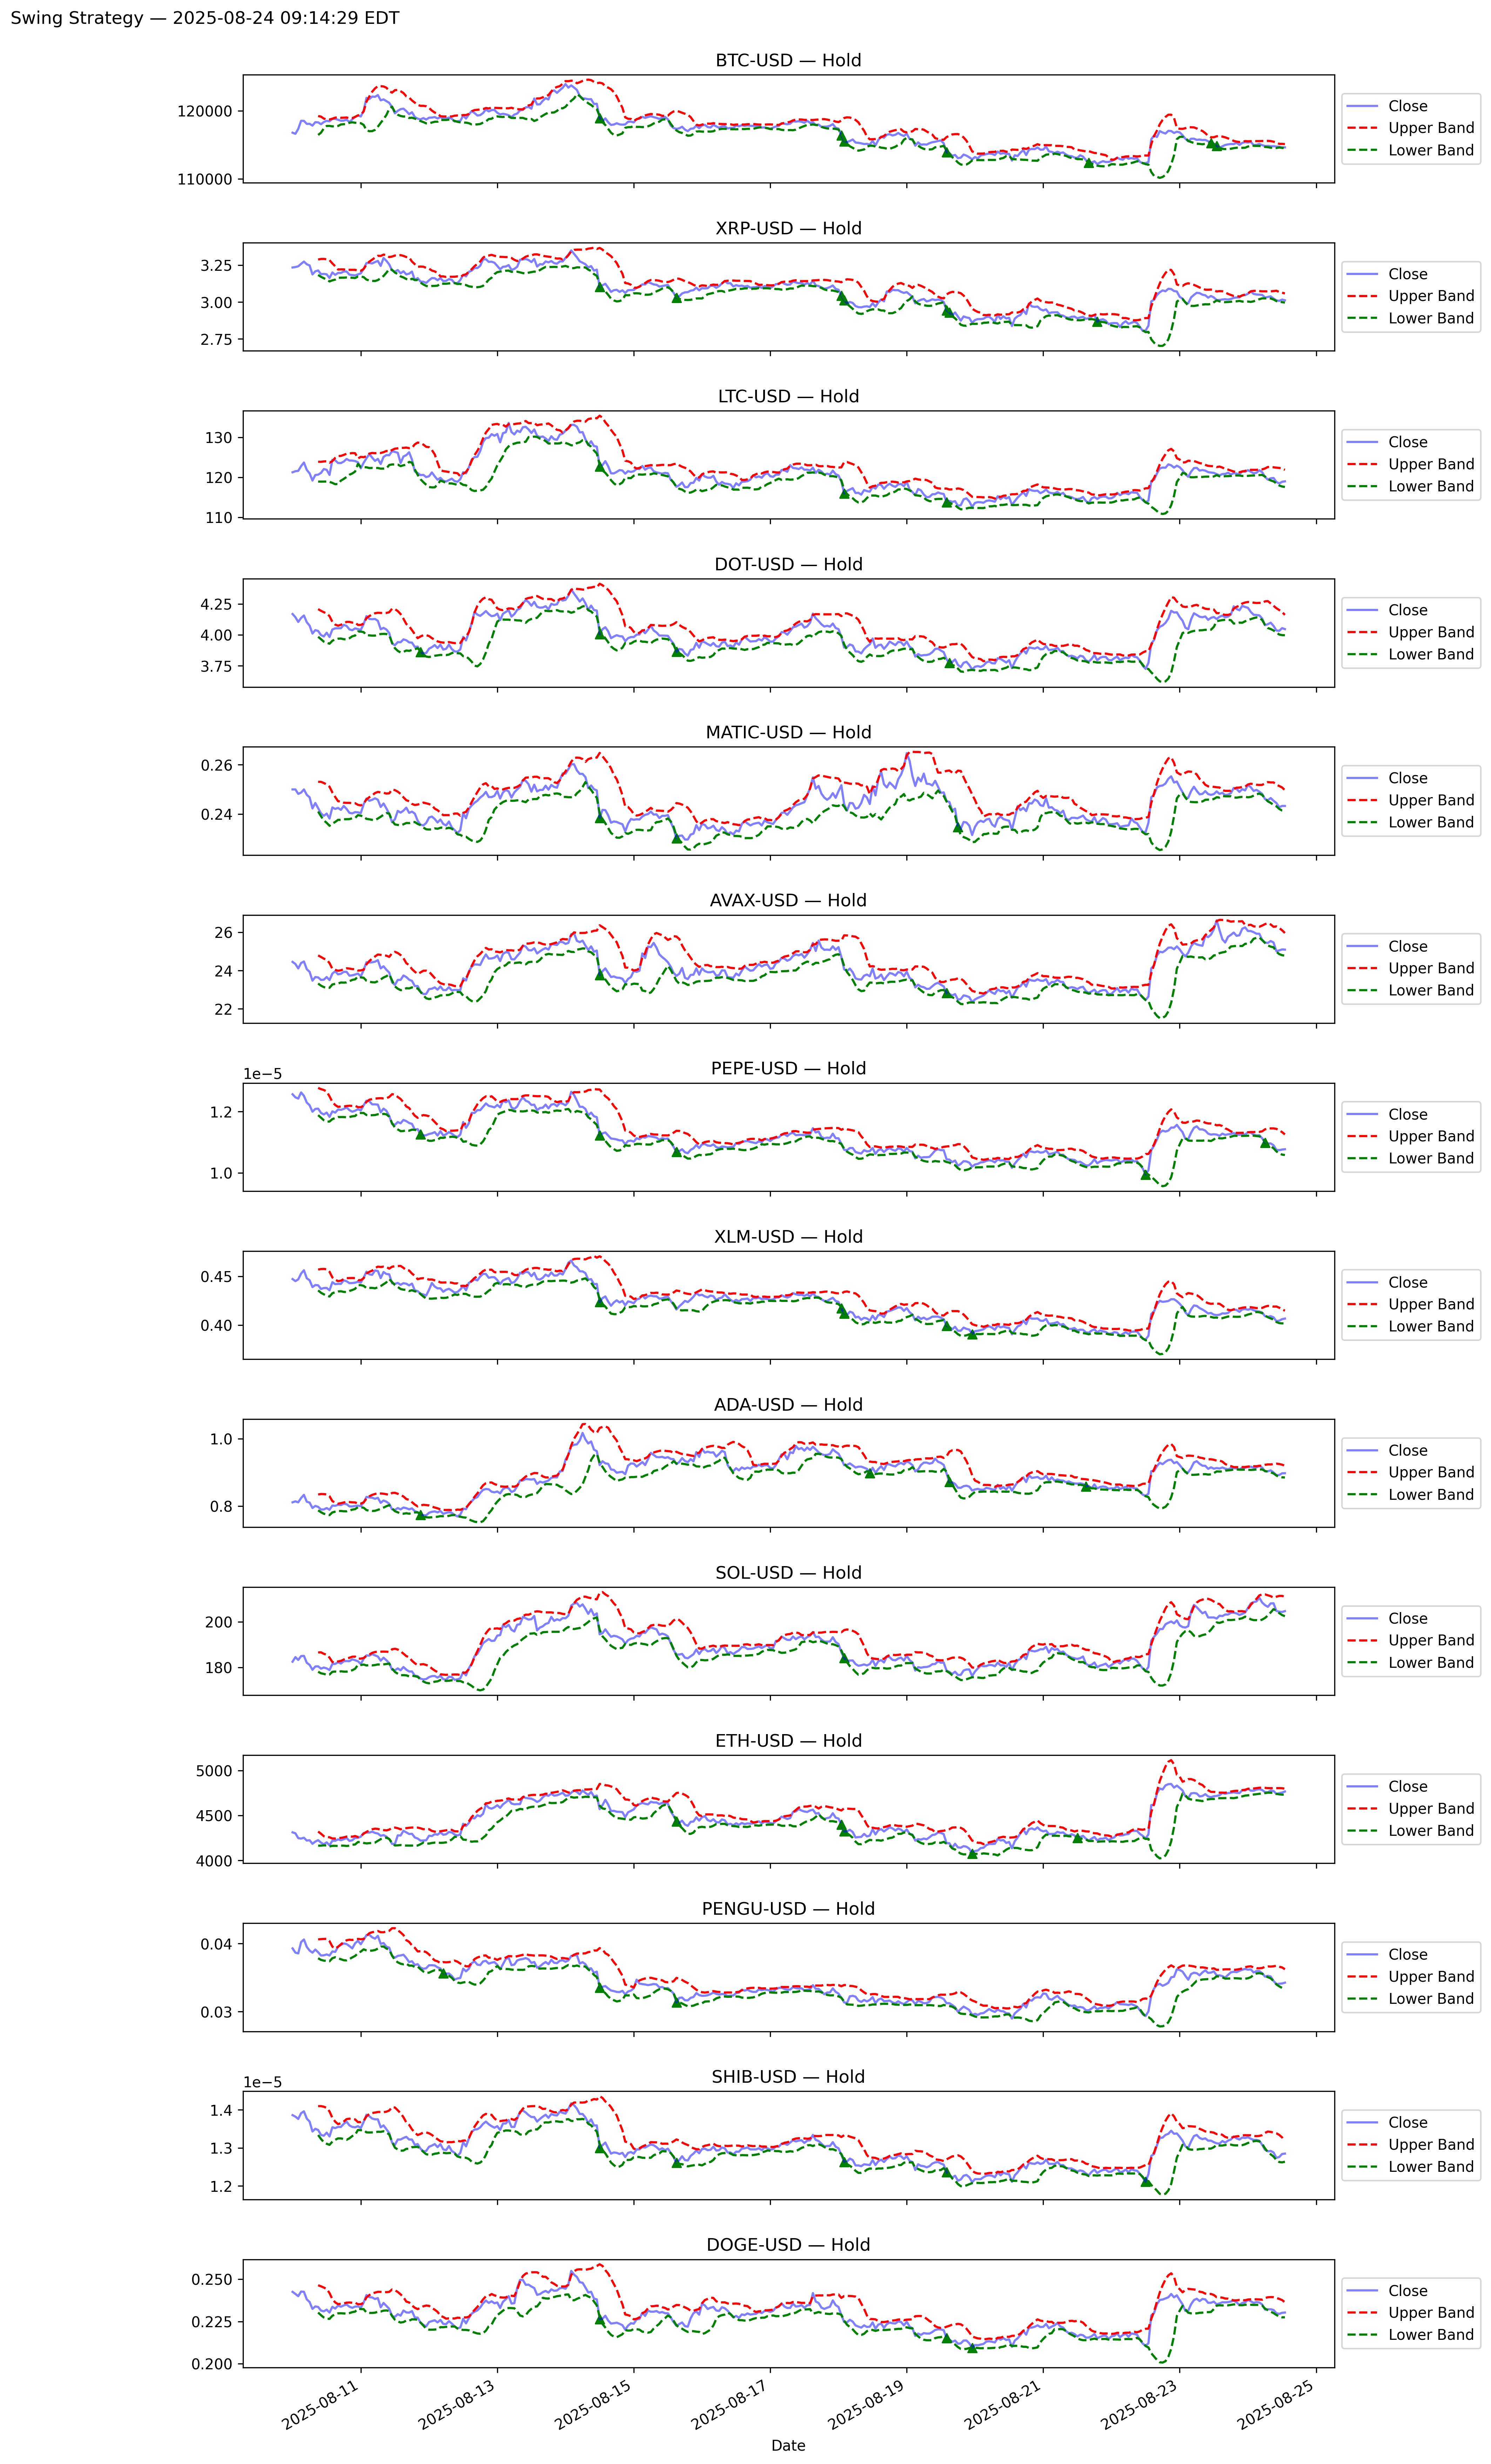 Swing Strategy — 2025-08-24 09:14:29 EDT
BTC-USD — Hold
120000
110000
Close
Upper Band
Lower Band
XRP-USD — Hold
3.25
3.00
2.75
Close
Upper Band
Lower Band
LTC-USD — Hold
130
120
110
Close
Upper Band
Lower Band
DOT-USD — Hold
4.25
4.00
3.75
Close
Upper Band
Lower Band
MATIC-USD — Hold
0.26
0.24
Close
Upper Band
Lower Band
AVAX-USD — Hold
26
24
22
Close
Upper Band
Lower Band
PEPE-USD — Hold
1e−5
1.2
1.0
Close
Upper Band
Lower Band
XLM-USD — Hold
0.45
0.40
Close
Upper Band
Lower Band
ADA-USD — Hold
1.0
0.8
Close
Upper Band
Lower Band
SOL-USD — Hold
200
180
Close
Upper Band
Lower Band
ETH-USD — Hold
5000
4500
4000
Close
Upper Band
Lower Band
PENGU-USD — Hold
0.04
0.03
Close
Upper Band
Lower Band
SHIB-USD — Hold
1e−5
1.4
1.3
1.2
Close
Upper Band
Lower Band
DOGE-USD — Hold
0.250
0.225
0.200
Close
Upper Band
Lower Band
2025-08-11
2025-08-13
2025-08-15
2025-08-17
2025-08-19
2025-08-21
2025-08-23
2025-08-25
Date